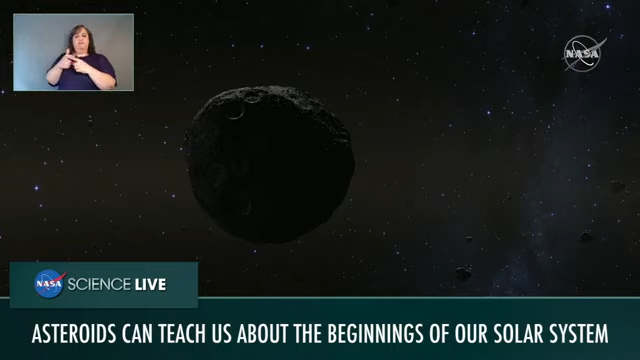 NASA
NASA SCIENCE LIVE
ASTEROIDS CAN TEACH US ABOUT THE BEGINNINGS OF OUR SOLAR SYSTEM